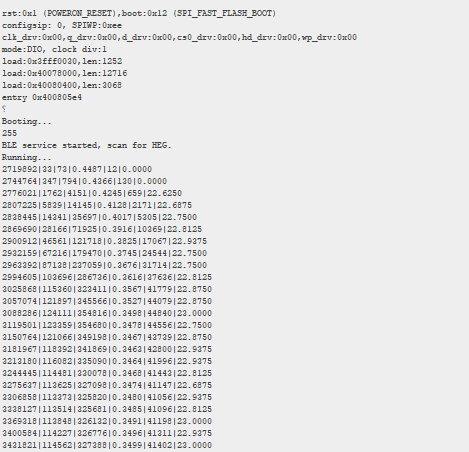 rst:0x1 (POWERON_RESET),boot:0x12 (SPI_FAST_FLASH_BOOT)
configsip: 0, SPIWP:0xee
clk_drv:0x00,q_drv:0x00,d_drv:0x00,cs0_drv:0x00,hd_drv:0x00,wp_drv:0x00
mode:DIO, clock div:1
load:0x3fff0030,len:1252
load:0x40078000,len:12716
load:0x40080400,len:3068
entry 0x400805e4
Booting...
255
BLE service started, scan for HEG.
Running...
2719892|33|73|0.4487|12|0.0000
2744764|347|794|0.4366|130|0.0000
2776021|1762|4151|0.4245|659|22.6250
2807225|5839|14145|0.4128|2171|22.6875
2838445|14341|35697|0.4017|5305|22.7500
2869690|28166|71925|0.3916|10369|22.8125
2900912|46561|121718|0.3825|17067|22.9375
2932159|67216|179470|0.3745|24544|22.7500
2963392|87138|237059|0.3676|31714|22.7500
2994605|103696|286736|0.3616|37636|22.8125
3025868|115360|323411|0.3567|41779|22.8750
3057074|121897|345566|0.3527|44079|22.8750
3088286|124111|354816|0.3498|44840|23.0000
3119501|123359|354680|0.3478|44556|22.7500
3150764|121066|349198|0.3467|43739|22.8750
3181967|118392|341869|0.3463|42800|22.9375
3213180|116082|335090|0.3464|41996|22.9375
3244445|114481|330078|0.3468|41443|22.8125
3275637|113625|327098|0.3474|41147|22.6875
3306858|113373|325820|0.3480|41056|22.9375
3338127|113514|325681|0.3485|41096|22.8125
3369318|113848|326132|0.3491|41198|23.0000
3400584|114227|326776|0.3496|41311|22.9375
3431821|114562|327388|0.3499|41402|23.0000